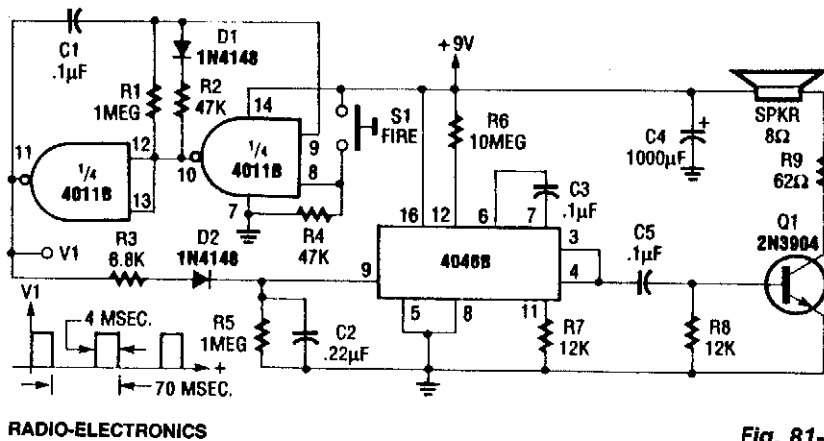 C1
.1µF
D1
1N4148
R1
1MEG
R2
47K
14
S1
FIRE
+9V
R6
10MEG
SPKR
8Ω
C4
+
1000µF
R9
62Ω
11
1/4
4011B
12
13
10
1/4
4011B
9
8
7
R4
47K
16
12
6
7
C3
.1µF
Q1
2N3904
V1
R3
6.8K
D2
1N4148
9
4046B
3
4
C5
.1µF
V1
4 MSEC.
70 MSEC.
+
R5
1MEG
C2
.22µF
5
8
11
R7
12K
R8
12K
RADIO-ELECTRONICS
Fig. 81-